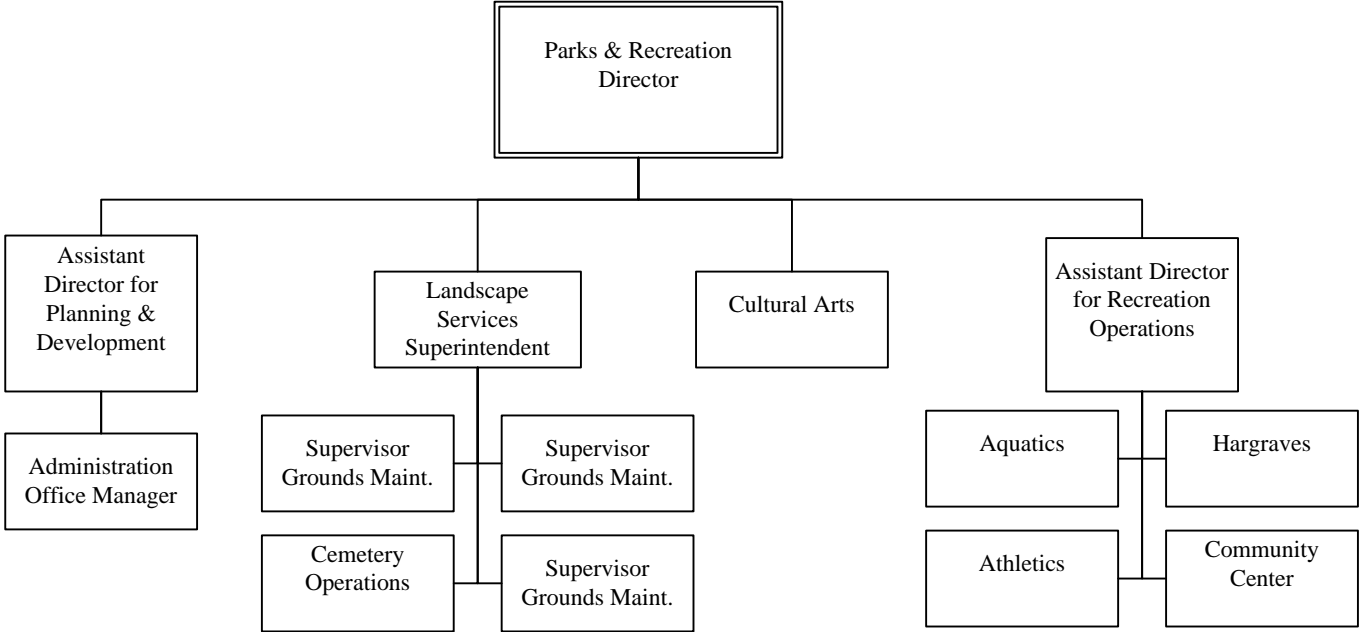 Parks & Recreation
Director
Assistant
Director for
Planning &
Development
Landscape
Services
Superintendent
Cultural Arts
Assistant Director
for Recreation
Operations
Administration
Office Manager
Supervisor
Grounds Maint.
Supervisor
Grounds Maint.
Aquatics
Hargraves
Cemetery
Operations
Supervisor
Grounds Maint.
Athletics
Community
Center